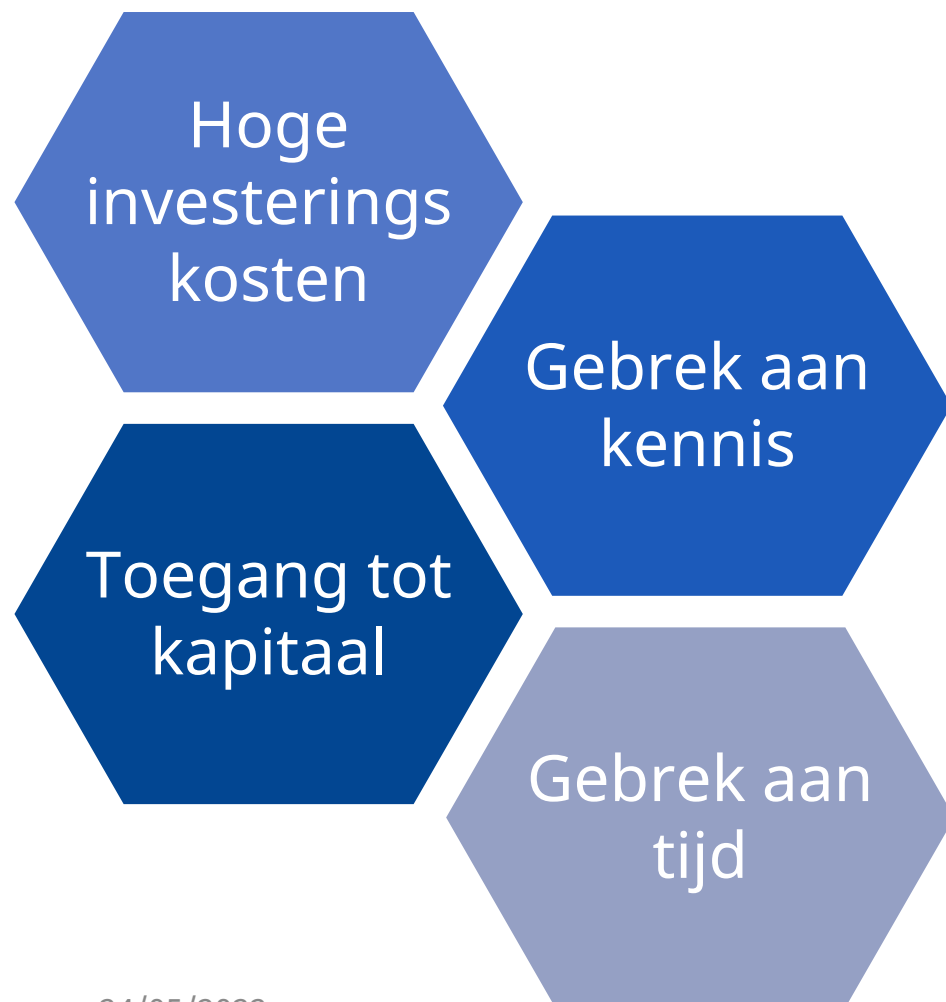 Hoge
investerings
kosten
Gebrek aan
kennis
Toegang tot
kapitaal
Gebrek aan
tijd